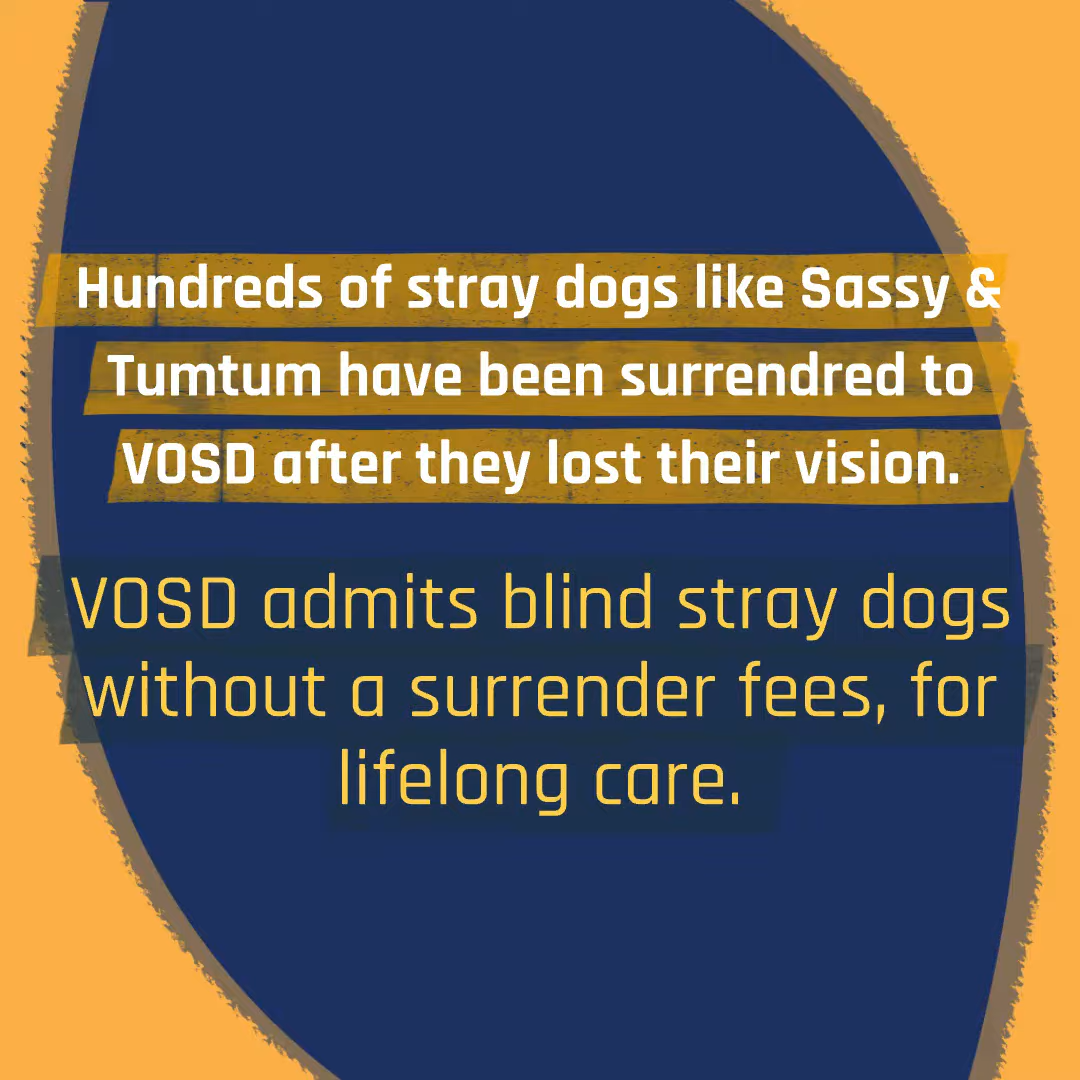 Hundreds of stray dogs like Sassy &
Tumtum have been surrendred to
VOSD after they lost their vision.
VOSD admits blind stray dogs
without a surrender fees, for
lifelong care.